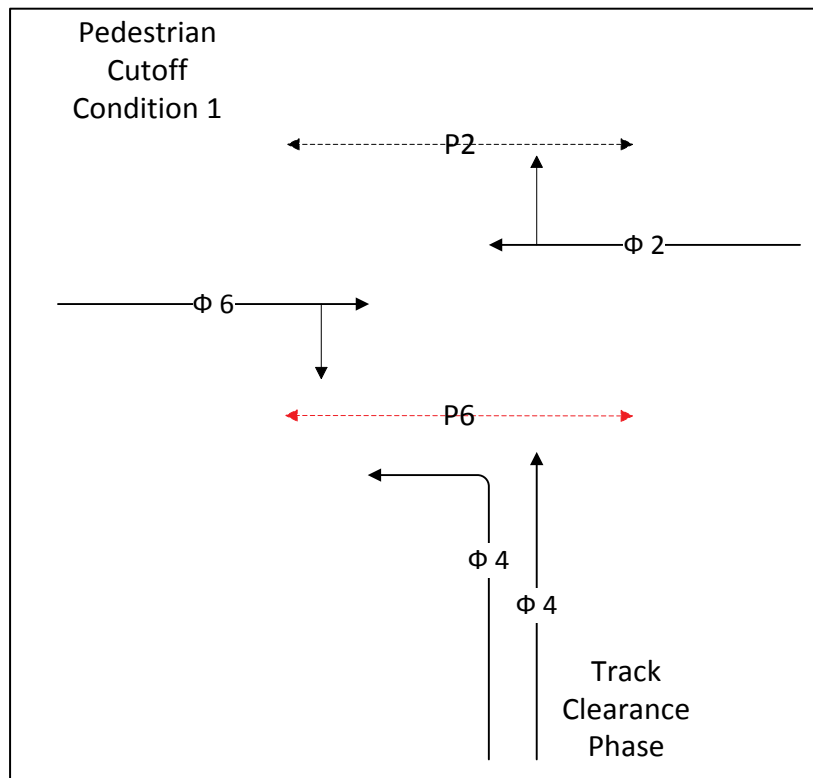 Pedestrian
Cutoff
Condition 1
P2
Φ 2
Φ 6
P6
Φ 4
Φ 4
Track
Clearance
Phase